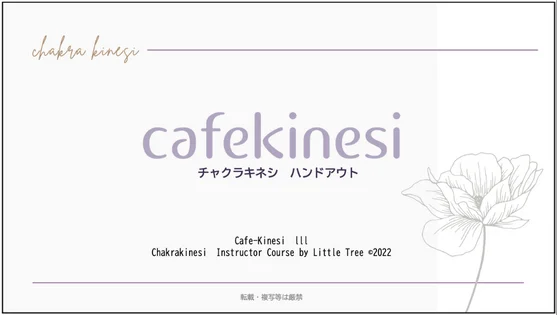 chakra kinesi
cafekinesi
チャクラキネシ　ハンドアウト
Cafe-Kinesi　lll
Chakrakinesi　Instructor Course by Little Tree ©2022
転載・複写等は厳禁